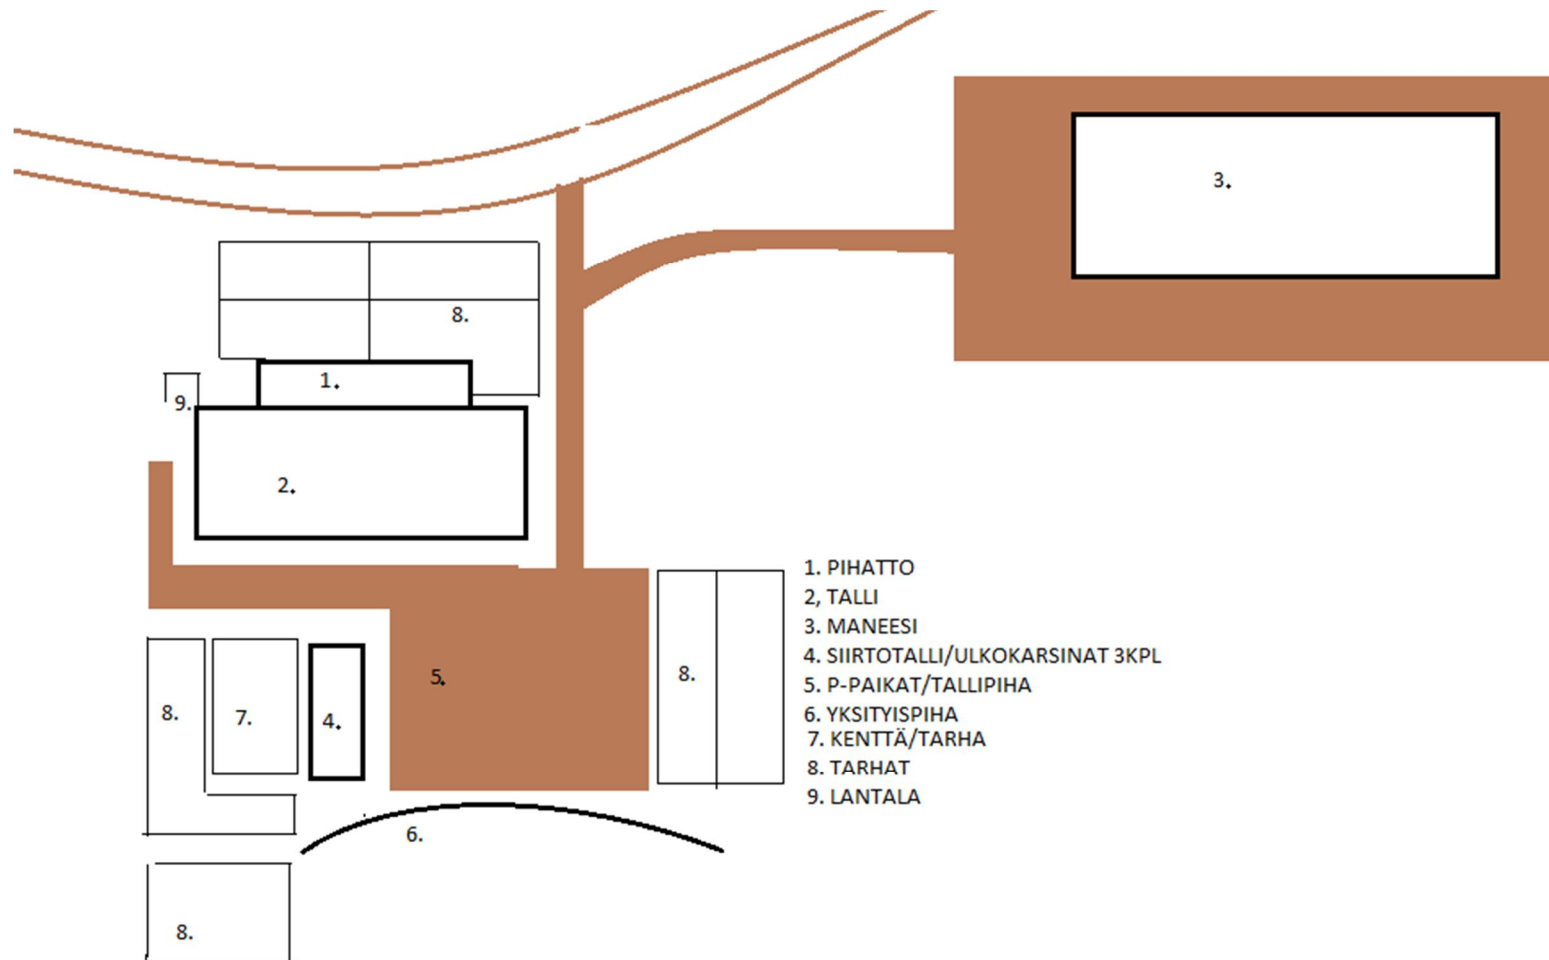 3.
8.
1.
9.
2.
1. PIHATTO
2, TALLI
3. MANEESI
4. SIIRTOTALLI/ULKOKARSINAT 3KPL
5. P-PAIKAT/TALLIPIHA
6. YKSITYISPIHA
7. KENTTÄ/TARHA
8. TARHAT
9. LANTALA
5.
8.
8.
7.
4.
6.
8.